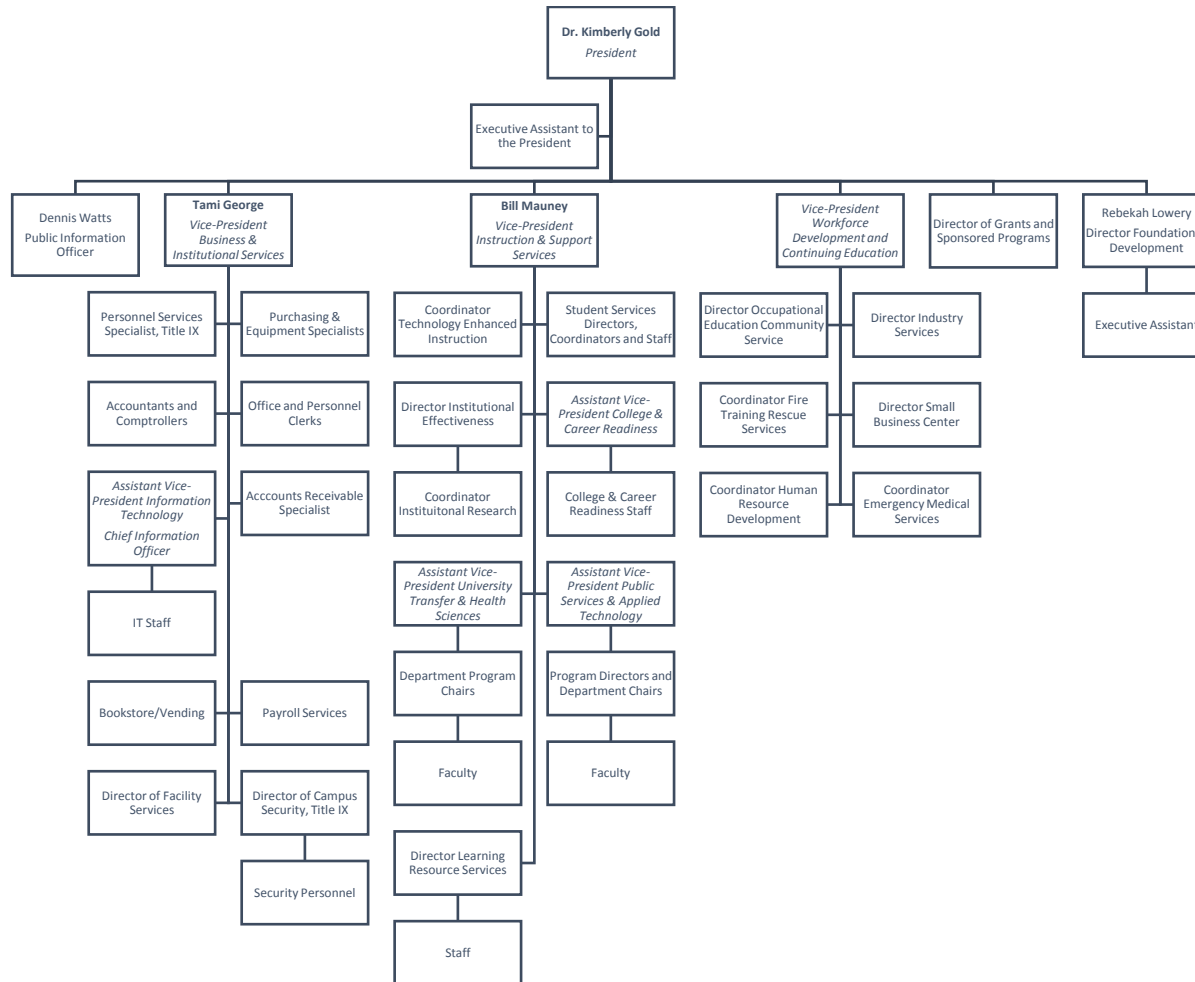 Dr. Kimberly Gold
President
Executive Assistant to
the President
Dennis Watts
Public Information
Officer
Tami George
Vice-President
Business &
Institutional Services
Bill Mauney
Vice-President
Instruction & Support
Services
Vice-President
Workforce
Development and
Continuing Education
Director of Grants and
Sponsored Programs
Rebekah Lowery
Director Foundation
Development
Personnel Services
Specialist, Title IX
Purchasing &
Equipment Specialists
Coordinator
Technology Enhanced
Instruction
Student Services
Directors,
Coordinators and Staff
Director Occupational
Education Community
Service
Director Industry
Services
Executive Assistant
Accountants and
Comptrollers
Office and Personnel
Clerks
Director Institutional
Effectiveness
Assistant Vice-
President College &
Career Readiness
Coordinator Fire
Training Rescue
Services
Director Small
Business Center
Assistant Vice-
President Information
Technology
Chief Information
Officer
Acccounts Receivable
Specialist
Coordinator
Instituitonal Research
College & Career
Readiness Staff
Coordinator Human
Resource
Development
Coordinator
Emergency Medical
Services
IT Staff
Assistant Vice-
President University
Transfer & Health
Sciences
Assistant Vice-
President Public
Services & Applied
Technology
Department Program
Chairs
Program Directors and
Department Chairs
Bookstore/Vending
Payroll Services
Faculty
Faculty
Director of Facility
Services
Director of Campus
Security, Title IX
Director Learning
Resource Services
Security Personnel
Staff